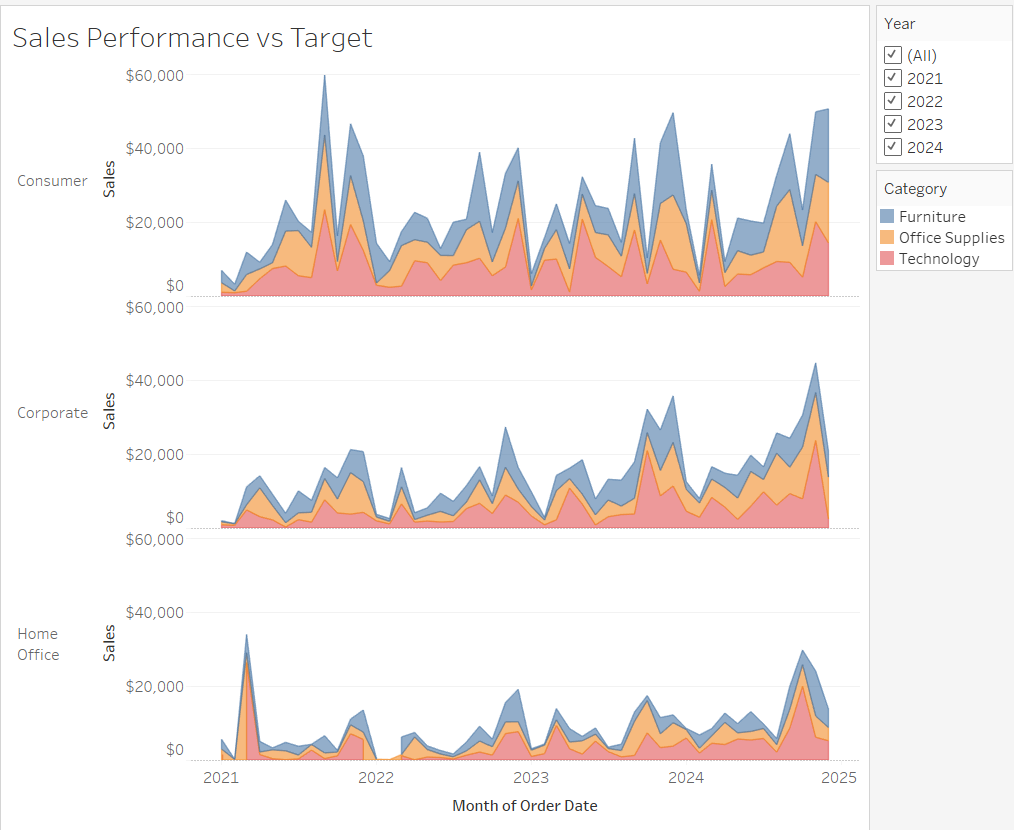 Sales Performance vs Target
Consumer
Sales
$60,000
$40,000
$20,000
$0
Corporate
Sales
$60,000
$40,000
$20,000
$0
Home
Office
Sales
$60,000
$40,000
$20,000
$0
2021 2022 2023 2024 2025
Month of Order Date
Year
(All)
2021
2022
2023
2024
Category
Furniture
Office Supplies
Technology